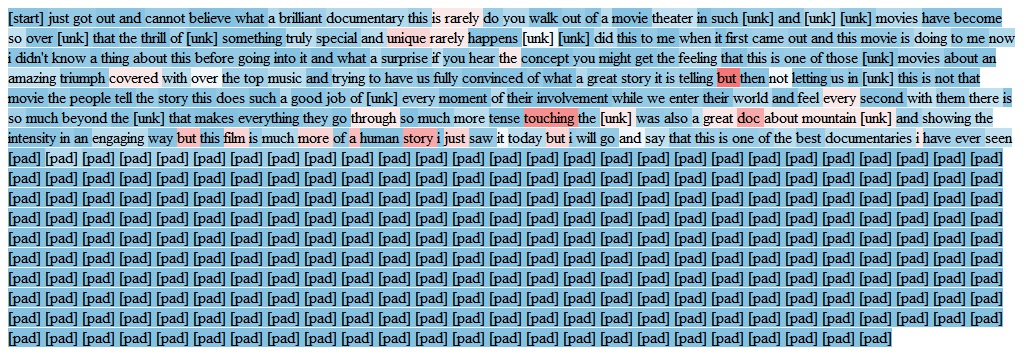 [start] just got out and cannot believe what a brilliant documentary this is rarely do you walk out of a movie theater in such [unk] and [unk] [unk] movies have become
so over [unk] that the thrill of [unk] something truly special and unique rarely happens [unk] [unk] did this to me when it first came out and this movie is doing to me now
i didn't know a thing about this before going into it and what a surprise if you hear the concept you might get the feeling that this is one of those [unk] movies about an
amazing triumph covered with over the top music and trying to have us fully convinced of what a great story it is telling but then not letting us in [unk] this is not that
movie the people tell the story this does such a good job of [unk] every moment of their involvement while we enter their world and feel every second with them there is
so much beyond the [unk] that makes everything they go through so much more tense touching the [unk] was also a great doc about mountain [unk] and showing the
intensity in an engaging way but this film is much more of a human story i just saw it today but i will go and say that this is one of the best documentaries i have ever seen
[pad] [pad] [pad] [pad] [pad] [pad] [pad] [pad] [pad] [pad] [pad] [pad] [pad] [pad] [pad] [pad] [pad] [pad] [pad] [pad] [pad] [pad] [pad] [pad] [pad] [pad] [pad]
[pad] [pad] [pad] [pad] [pad] [pad] [pad] [pad] [pad] [pad] [pad] [pad] [pad] [pad] [pad] [pad] [pad] [pad] [pad] [pad] [pad] [pad] [pad] [pad] [pad] [pad] [pad]
[pad] [pad] [pad] [pad] [pad] [pad] [pad] [pad] [pad] [pad] [pad] [pad] [pad] [pad] [pad] [pad] [pad] [pad] [pad] [pad] [pad] [pad] [pad] [pad] [pad] [pad] [pad]
[pad] [pad] [pad] [pad] [pad] [pad] [pad] [pad] [pad] [pad] [pad] [pad] [pad] [pad] [pad] [pad] [pad] [pad] [pad] [pad] [pad] [pad] [pad] [pad] [pad] [pad] [pad]
[pad] [pad] [pad] [pad] [pad] [pad] [pad] [pad] [pad] [pad] [pad] [pad] [pad] [pad] [pad] [pad] [pad] [pad] [pad] [pad] [pad] [pad] [pad] [pad] [pad] [pad] [pad]
[pad] [pad] [pad] [pad] [pad] [pad] [pad] [pad] [pad] [pad] [pad] [pad] [pad] [pad] [pad] [pad] [pad] [pad] [pad] [pad] [pad] [pad] [pad] [pad] [pad] [pad] [pad]
[pad] [pad] [pad] [pad] [pad] [pad] [pad] [pad] [pad] [pad] [pad] [pad] [pad] [pad] [pad] [pad] [pad] [pad] [pad] [pad] [pad] [pad] [pad] [pad] [pad] [pad] [pad]
[pad] [pad] [pad] [pad] [pad] [pad] [pad] [pad] [pad] [pad] [pad] [pad] [pad] [pad] [pad] [pad] [pad] [pad] [pad] [pad] [pad] [pad] [pad] [pad] [pad] [pad] [pad]
[pad] [pad] [pad] [pad] [pad] [pad] [pad] [pad] [pad] [pad] [pad] [pad] [pad] [pad] [pad] [pad] [pad] [pad] [pad] [pad] [pad] [pad] [pad] [pad] [pad] [pad] [pad]
[pad] [pad] [pad] [pad] [pad] [pad] [pad] [pad] [pad] [pad] [pad] [pad] [pad] [pad] [pad] [pad] [pad] [pad] [pad] [pad] [pad] [pad] [pad] [pad]